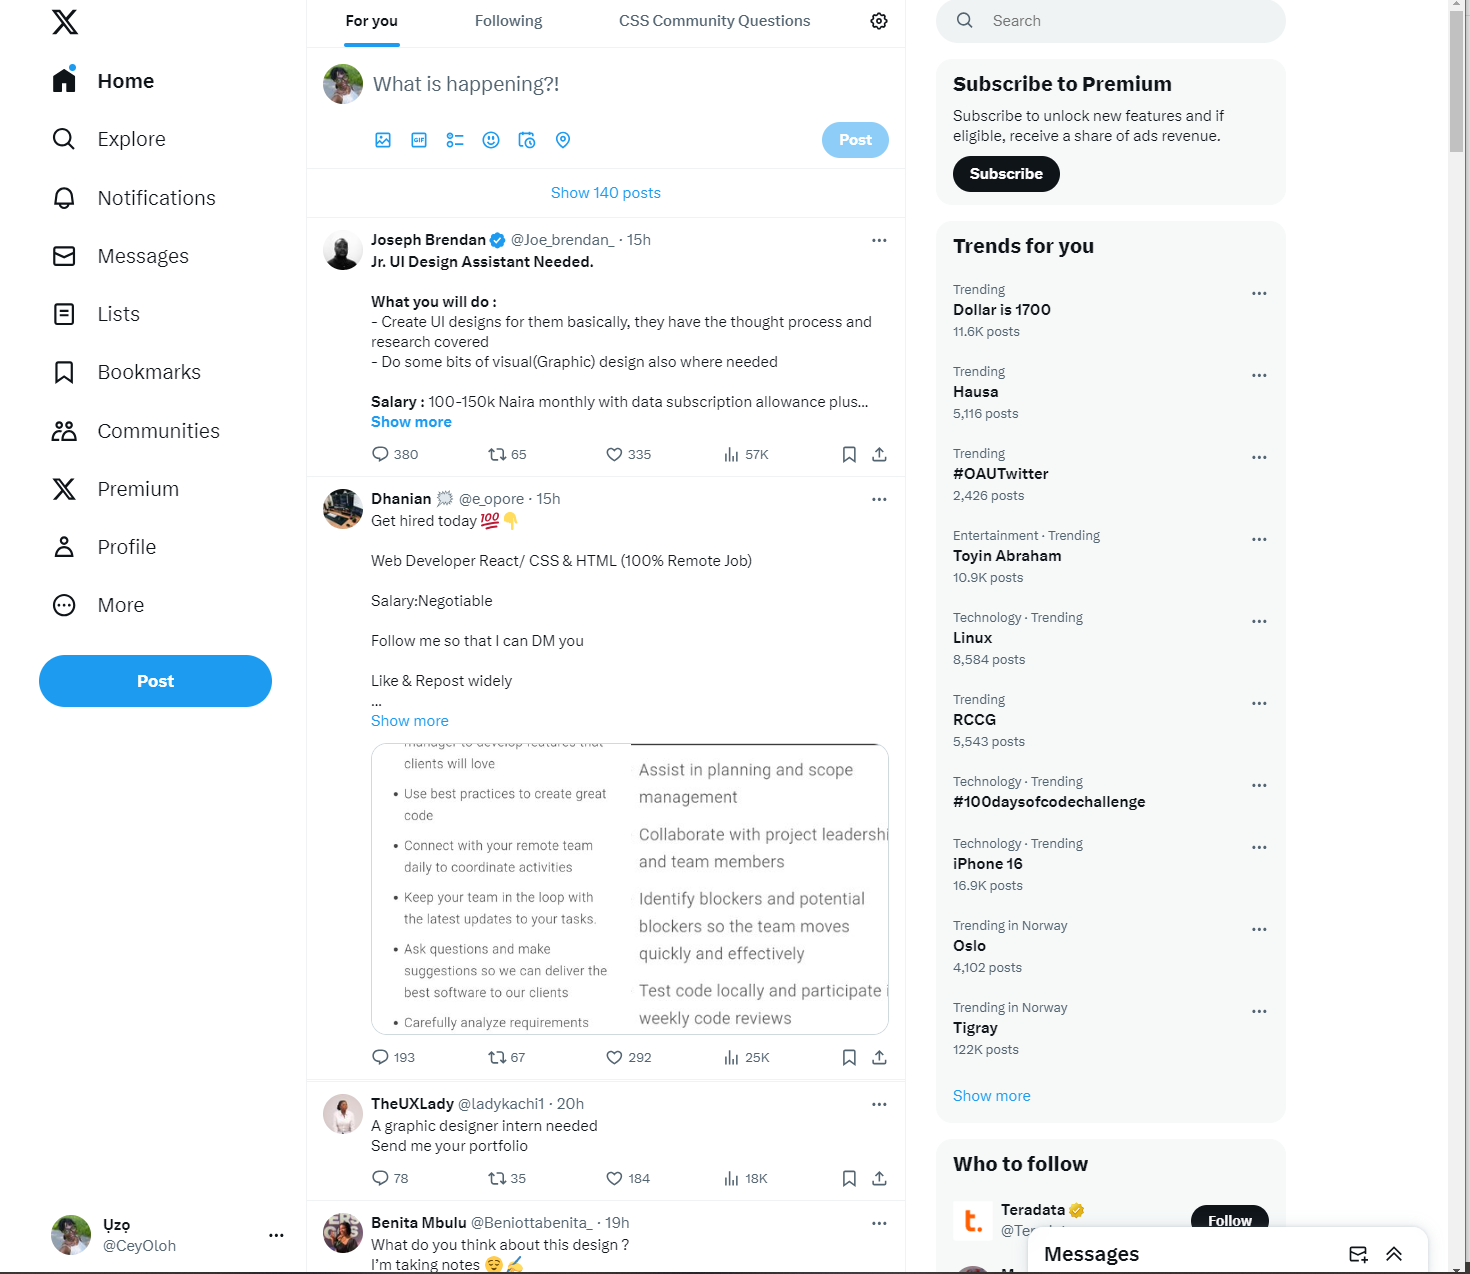 Home
Explore
Notifications
Messages
Lists
Bookmarks
Communities
Premium
Profile
More
Post
Ụzọ
@CeyOloh
For you
Following
CSS Community Questions
What is happening?!
GIF
Post
Show 140 posts
Joseph Brendan @Joe_brendan_ · 15h
Jr. UI Design Assistant Needed.
What you will do :
- Create UI designs for them basically, they have the thought process and
research covered
- Do some bits of visual(Graphic) design also where needed
Salary : 100-150k Naira monthly with data subscription allowance plus...
Show more
380 65 335 57K
Dhanian @e_opore · 15h
Get hired today 💯👇
Web Developer React/ CSS & HTML (100% Remote Job)
Salary:Negotiable
Follow me so that I can DM you
Like & Repost widely
...
Show more
manager to develop features that
clients will love
• Use best practices to create great
code
• Connect with your remote team
daily to coordinate activities
• Keep your team in the loop with
the latest updates to your tasks.
• Ask questions and make
suggestions so we can deliver the
best software to our clients
• Carefully analyze requirements
Assist in planning and scope
management
Collaborate with project leadershi
and team members
Identify blockers and potential
blockers so the team moves
quickly and effectively
Test code locally and participate i
weekly code reviews
193 67 292 25K
TheUXLady @ladykachi1 · 20h
A graphic designer intern needed
Send me your portfolio
78 35 184 18K
Benita Mbulu @Beniottabenita_ · 19h
What do you think about this design ?
I'm taking notes 😌✍
Search
Subscribe to Premium
Subscribe to unlock new features and if
eligible, receive a share of ads revenue.
Subscribe
Trends for you
Trending
Dollar is 1700
11.6K posts
Trending
Hausa
5,116 posts
Trending
#OAUTwitter
2,426 posts
Entertainment · Trending
Toyin Abraham
10.9K posts
Technology · Trending
Linux
8,584 posts
Trending
RCCG
5,543 posts
Technology · Trending
#100daysofcodechallenge
Technology · Trending
iPhone 16
16.9K posts
Trending in Norway
Oslo
4,102 posts
Trending in Norway
Tigray
122K posts
Show more
Who to follow
t.
Teradata
Follow
Messages